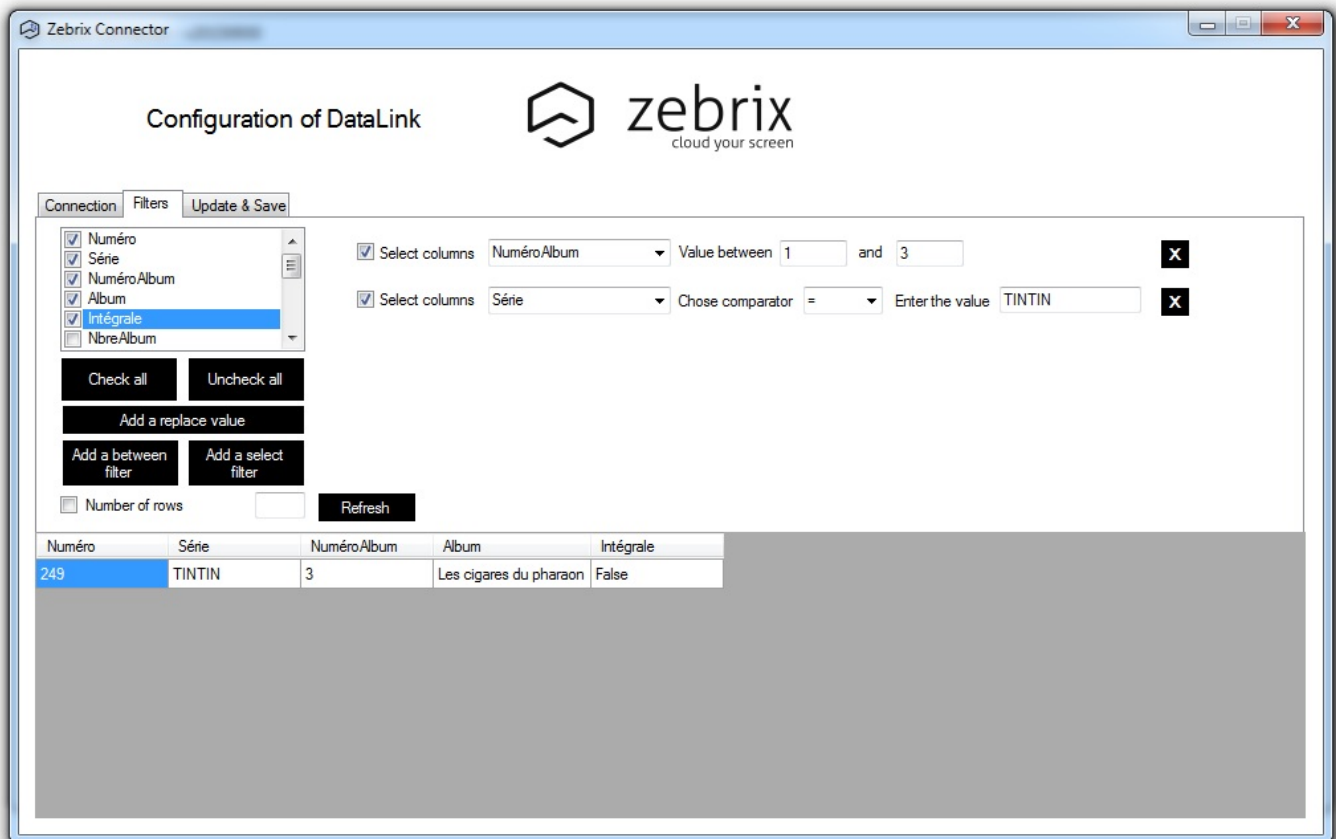 Zebrix Connector
Configuration of DataLink
zebrix
cloud your screen
Connection Filters Update & Save
Numéro
Série
NuméroAlbum
Album
Intégrale
NbreAlbum
Select columns NuméroAlbum Value between 1 and 3 X
Select columns Série Chose comparator = Enter the value TINTIN X
Check all Uncheck all
Add a replace value
Add a between filter
Add a select filter
Number of rows Refresh
Numéro Série NuméroAlbum Album Intégrale
249 TINTIN 3 Les cigares du pharaon False